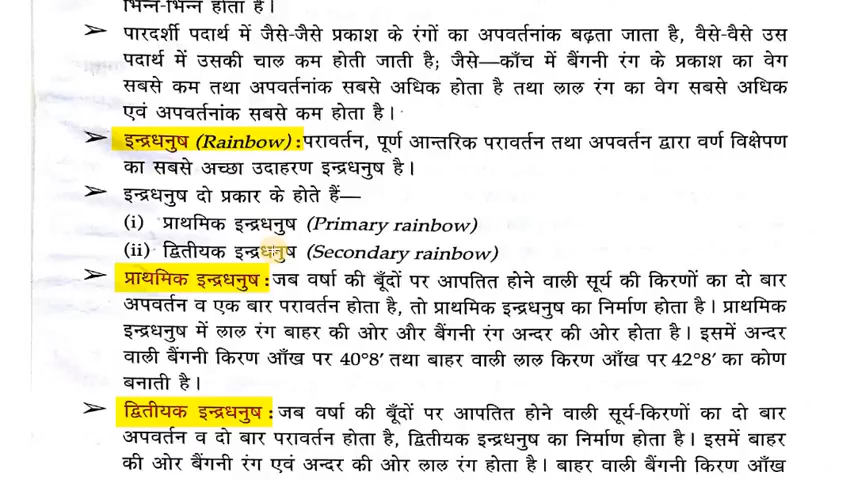 भिन्न-भिन्न होता है।
➢ पारदर्शी पदार्थ में जैसे-जैसे प्रकाश के रंगों का अपवर्तनांक बढ़ता जाता है, वैसे-वैसे उस
पदार्थ में उसकी चाल कम होती जाती है; जैसे—काँच में बैंगनी रंग के प्रकाश का वेग
सबसे कम तथा अपवर्तनांक सबसे अधिक होता है तथा लाल रंग का वेग सबसे अधिक
एवं अपवर्तनांक सबसे कम होता है।
➢ इन्द्रधनुष (Rainbow) : परावर्तन, पूर्ण आन्तरिक परावर्तन तथा अपवर्तन द्वारा वर्ण विक्षेपण
का सबसे अच्छा उदाहरण इन्द्रधनुष है।
➢ इन्द्रधनुष दो प्रकार के होते हैं—
(i) प्राथमिक इन्द्रधनुष (Primary rainbow)
(ii) द्वितीयक इन्द्रधनुष (Secondary rainbow)
➢ प्राथमिक इन्द्रधनुष : जब वर्षा की बूँदों पर आपतित होने वाली सूर्य की किरणों का दो बार
अपवर्तन व एक बार परावर्तन होता है, तो प्राथमिक इन्द्रधनुष का निर्माण होता है। प्राथमिक
इन्द्रधनुष में लाल रंग बाहर की ओर और बैंगनी रंग अन्दर की ओर होता है। इसमें अन्दर
वाली बैंगनी किरण आँख पर 40°8′ तथा बाहर वाली लाल किरण आँख पर 42°8′ का कोण
बनाती है।
➢ द्वितीयक इन्द्रधनुष : जब वर्षा की बूँदों पर आपतित होने वाली सूर्य-किरणों का दो बार
अपवर्तन व दो बार परावर्तन होता है, द्वितीयक इन्द्रधनुष का निर्माण होता है। इसमें बाहर
की ओर बैंगनी रंग एवं अन्दर की ओर लाल रंग होता है। बाहर वाली बैंगनी किरण आँख